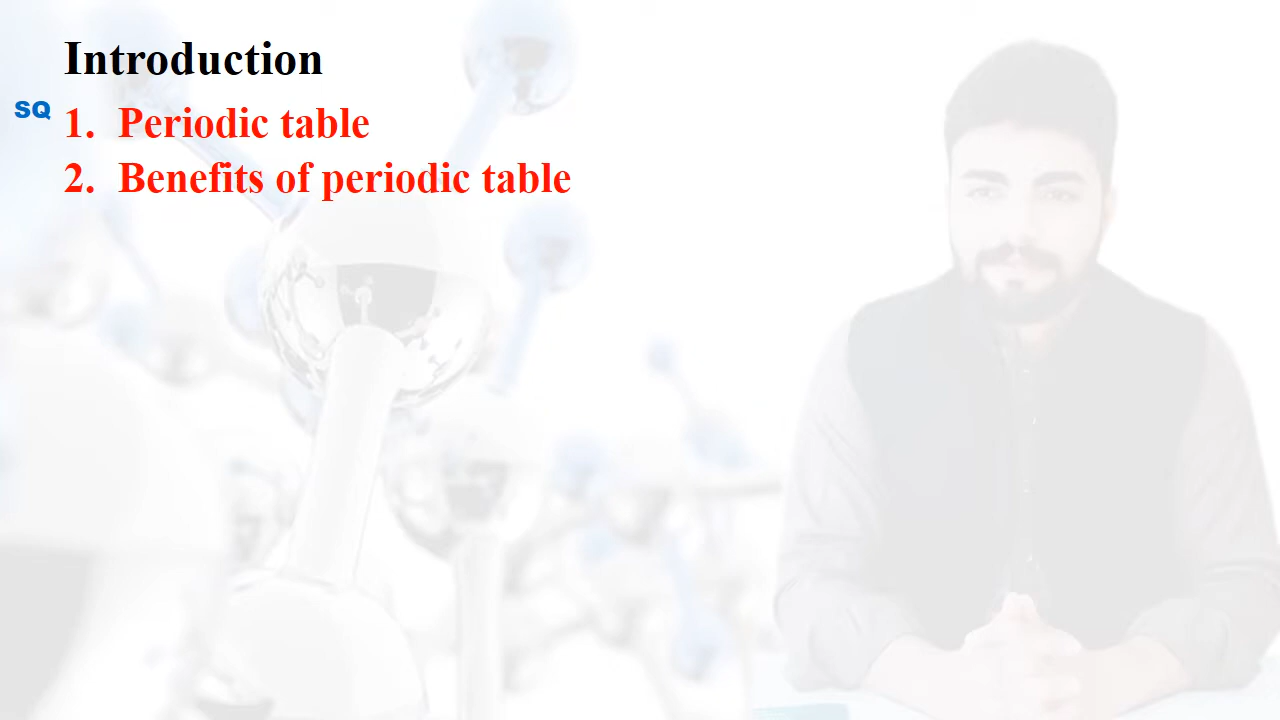 Introduction
SQ
1. Periodic table
2. Benefits of periodic table